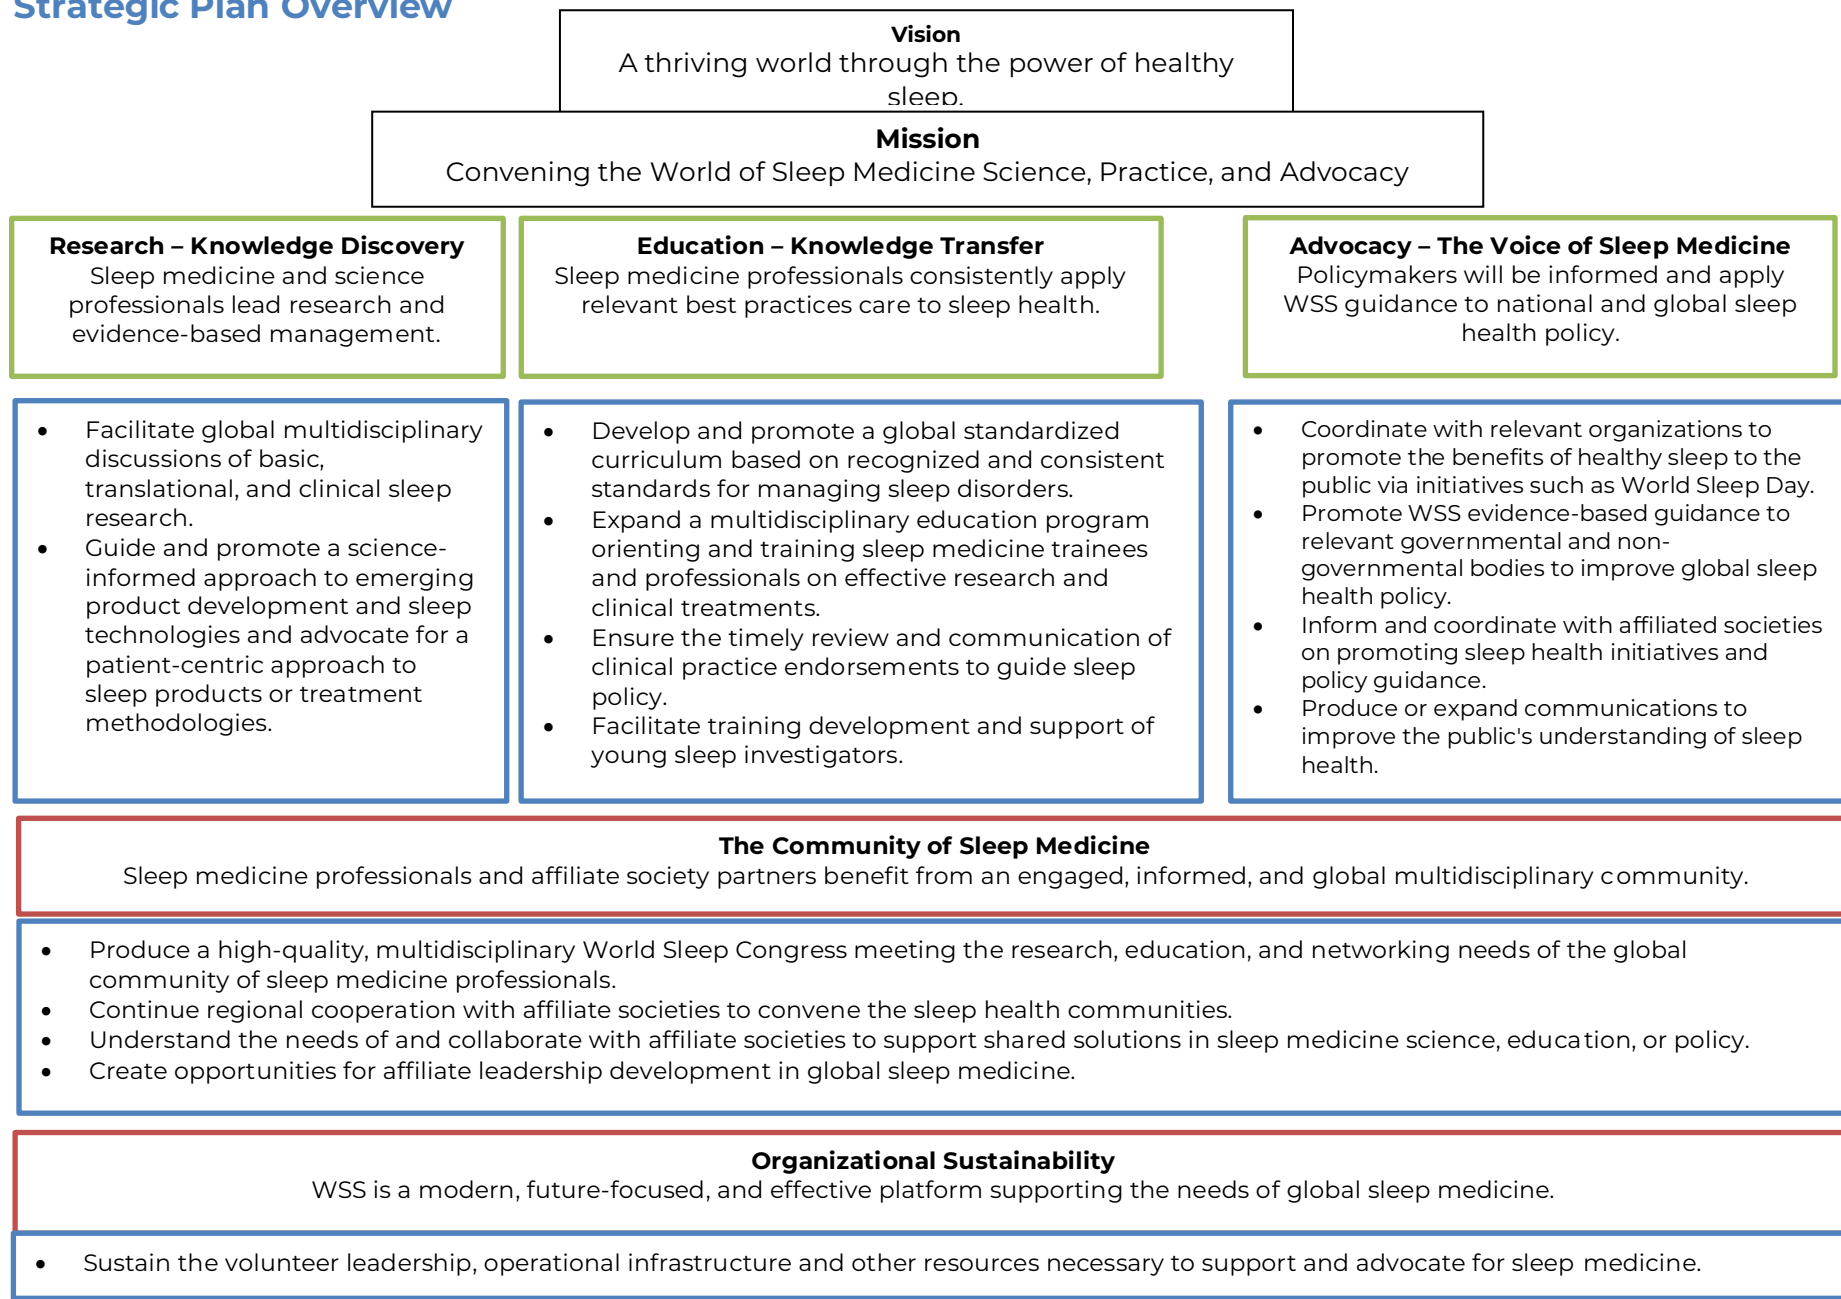 Strategic Plan Overview
Vision
A thriving world through the power of healthy
sleep.
Mission
Convening the World of Sleep Medicine Science, Practice, and Advocacy
Research – Knowledge Discovery
Sleep medicine and science
professionals lead research and
evidence-based management.
Education – Knowledge Transfer
Sleep medicine professionals consistently apply
relevant best practices care to sleep health.
Advocacy – The Voice of Sleep Medicine
Policymakers will be informed and apply
WSS guidance to national and global sleep
health policy.
• Facilitate global multidisciplinary
discussions of basic,
translational, and clinical sleep
research.
• Guide and promote a science-
informed approach to emerging
product development and sleep
technologies and advocate for a
patient-centric approach to
sleep products or treatment
methodologies.
• Develop and promote a global standardized
curriculum based on recognized and consistent
standards for managing sleep disorders.
• Expand a multidisciplinary education program
orienting and training sleep medicine trainees
and professionals on effective research and
clinical treatments.
• Ensure the timely review and communication of
clinical practice endorsements to guide sleep
policy.
• Facilitate training development and support of
young sleep investigators.
• Coordinate with relevant organizations to
promote the benefits of healthy sleep to the
public via initiatives such as World Sleep Day.
• Promote WSS evidence-based guidance to
relevant governmental and non-
governmental bodies to improve global sleep
health policy.
• Inform and coordinate with affiliated societies
on promoting sleep health initiatives and
policy guidance.
• Produce or expand communications to
improve the public's understanding of sleep
health.
The Community of Sleep Medicine
Sleep medicine professionals and affiliate society partners benefit from an engaged, informed, and global multidisciplinary community.
• Produce a high-quality, multidisciplinary World Sleep Congress meeting the research, education, and networking needs of the global
community of sleep medicine professionals.
• Continue regional cooperation with affiliate societies to convene the sleep health communities.
• Understand the needs of and collaborate with affiliate societies to support shared solutions in sleep medicine science, education, or policy.
• Create opportunities for affiliate leadership development in global sleep medicine.
Organizational Sustainability
WSS is a modern, future-focused, and effective platform supporting the needs of global sleep medicine.
• Sustain the volunteer leadership, operational infrastructure and other resources necessary to support and advocate for sleep medicine.